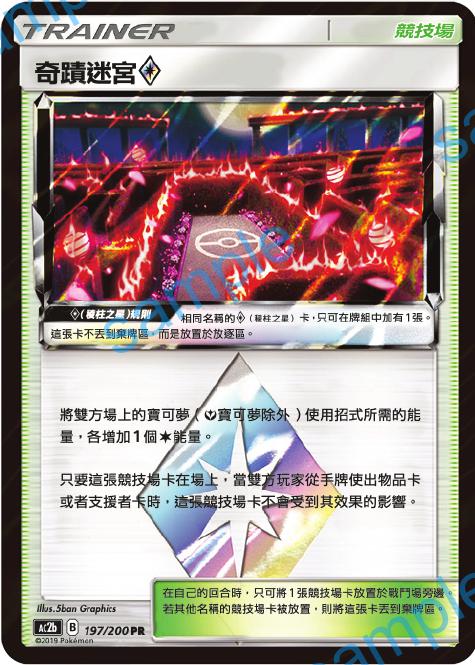 TRAINER 競技場
奇蹟迷宮◇
◇(稜柱之星)規則 相同名稱的◇(稜柱之星)卡，只可在牌組中加有1張。
這張卡不丟到棄牌區，而是放置於放逐區。
將雙方場上的寶可夢（寶可夢除外）使用招式所需的能
量，各增加1個能量。
只要這張競技場卡在場上，當雙方玩家從手牌使出物品卡
或者支援者卡時，這張競技場卡不會受到其效果的影響。
在自己的回合時，只可將1張競技場卡放置於戰鬥場旁邊。
若其他名稱的競技場卡被放置，則將這張卡丟到棄牌區。
Illus.5ban Graphics
AC2b B 197/200 PR
©2019 Pokémon
sample